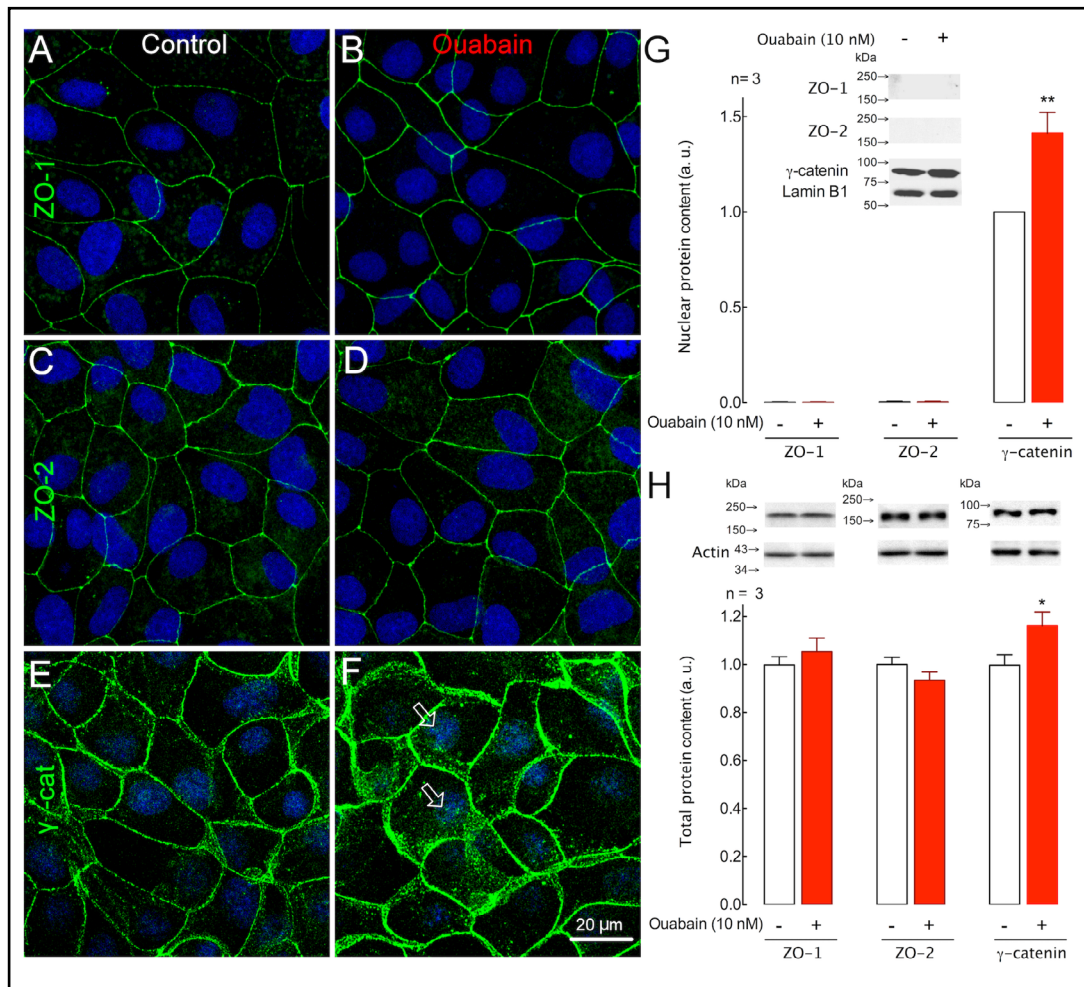 A
Control
B
Ouabain
ZO-1
C
D
ZO-2
E
F
γ-cat
20 µm
G
Ouabain (10 nM) - +
kDa
n= 3
ZO-1
250→
150→
ZO-2
250→
150→
γ-catenin
Lamin B1
100→
75→
50→
**
Nuclear protein content (a. u.)
1.5
1.0
0.5
0.0
Ouabain (10 nM) - + - + - +
ZO-1 ZO-2 γ-catenin
H
kDa kDa kDa
250→
150→
250→
150→
100→
75→
Actin
43→
34→
n= 3
*
Total protein content (a. u.)
1.2
1.0
0.8
0.6
0.4
0.2
0.0
Ouabain (10 nM) - + - + - +
ZO-1 ZO-2 γ-catenin